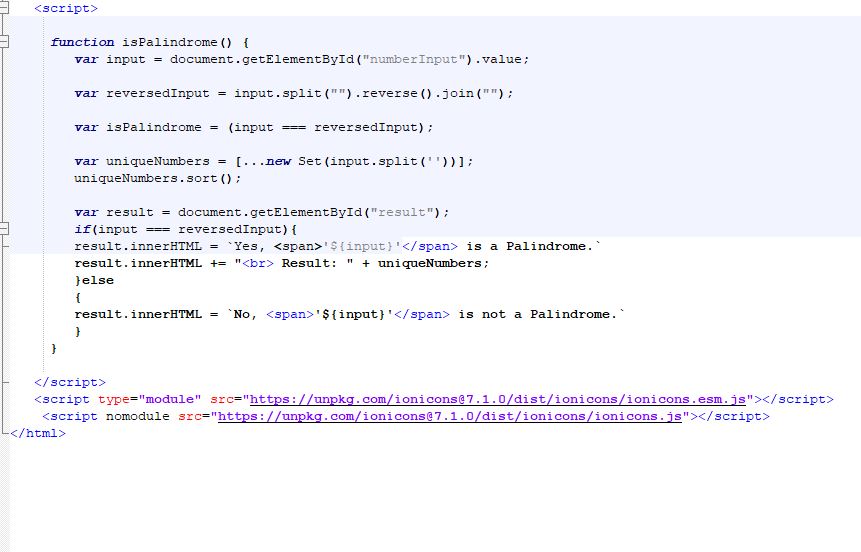 <script>
function isPalindrome() {
var input = document.getElementById("numberInput").value;
var reversedInput = input.split("").reverse().join("");
var isPalindrome = (input === reversedInput);
var uniqueNumbers = [...new Set(input.split(''))];
uniqueNumbers.sort();
var result = document.getElementById("result");
if(input === reversedInput){
result.innerHTML = `Yes, <span>'${input}'</span> is a Palindrome.`
result.innerHTML += "<br> Result: " + uniqueNumbers;
}else
{
result.innerHTML = `No, <span>'${input}'</span> is not a Palindrome.`
}
}
</script>
<script type="module" src="https://unpkg.com/ionicons@7.1.0/dist/ionicons/ionicons.esm.js"></script>
<script nomodule src="https://unpkg.com/ionicons@7.1.0/dist/ionicons/ionicons.js"></script>
</html>